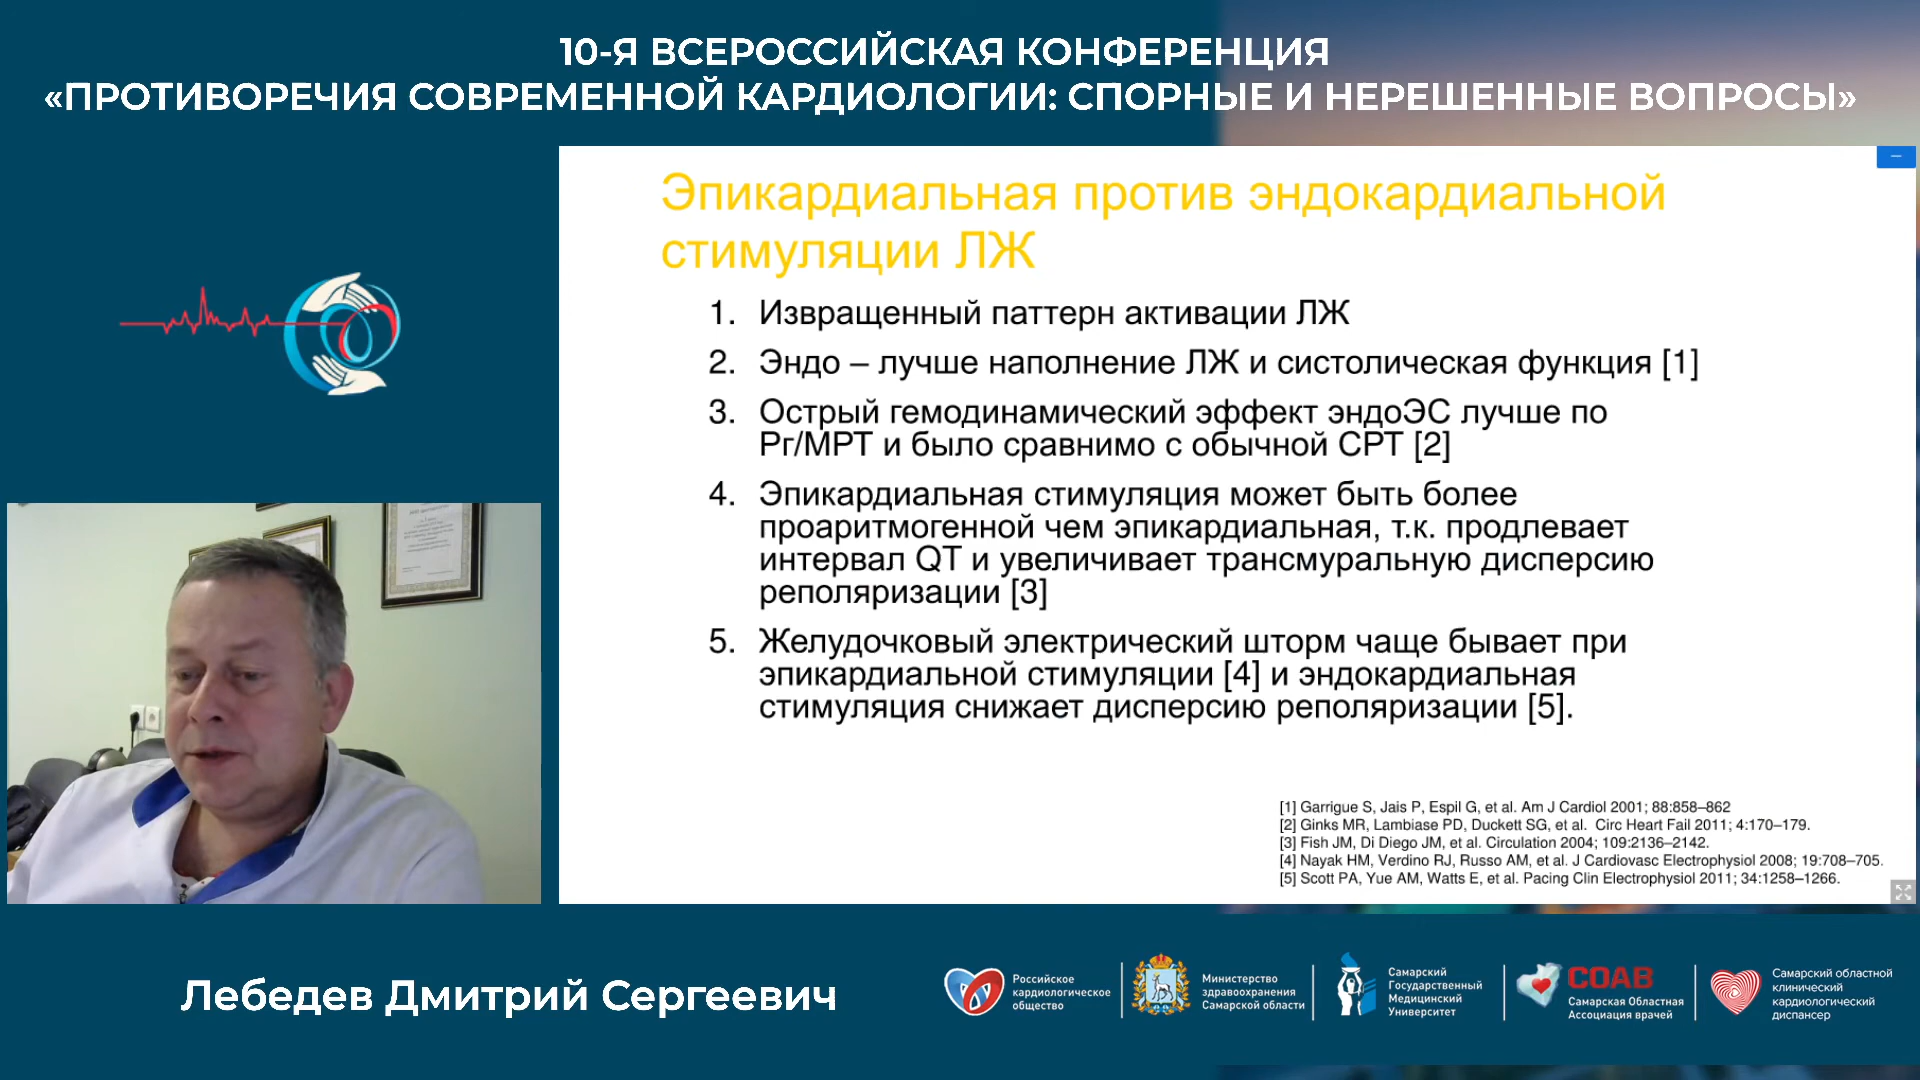 10-Я ВСЕРОССИЙСКАЯ КОНФЕРЕНЦИЯ
«ПРОТИВОРЕЧИЯ СОВРЕМЕННОЙ КАРДИОЛОГИИ: СПОРНЫЕ И НЕРЕШЕННЫЕ ВОПРОСЫ»
Эпикардиальная против эндокардиальной
стимуляции ЛЖ
1. Извращенный паттерн активации ЛЖ
2. Эндо – лучше наполнение ЛЖ и систолическая функция [1]
3. Острый гемодинамический эффект эндоЭС лучше по
Рг/МРТ и было сравнимо с обычной СРТ [2]
4. Эпикардиальная стимуляция может быть более
проаритмогенной чем эпикардиальная, т.к. продлевает
интервал QT и увеличивает трансмуральную дисперсию
реполяризации [3]
5. Желудочковый электрический шторм чаще бывает при
эпикардиальной стимуляции [4] и эндокардиальная
стимуляция снижает дисперсию реполяризации [5].
[1] Garrigue S, Jais P, Espil G, et al. Am J Cardiol 2001; 88:858–862
[2] Ginks MR, Lambiase PD, Duckett SG, et al. Circ Heart Fail 2011; 4:170–179.
[3] Fish JM, Di Diego JM, et al. Circulation 2004; 109:2136–2142.
[4] Nayak HM, Verdino RJ, Russo AM, et al. J Cardiovasc Electrophysiol 2008; 19:708–705.
[5] Scott PA, Yue AM, Watts E, et al. Pacing Clin Electrophysiol 2011; 34:1258–1266.
Лебедев Дмитрий Сергеевич
Российское
кардиологическое
общество
Министерство
здравоохранения
Самарской области
Самарский
Государственный
Медицинский
Университет
СОАВ
Самарская Областная
Ассоциация врачей
Самарский областной
клинический
кардиологический
диспансер